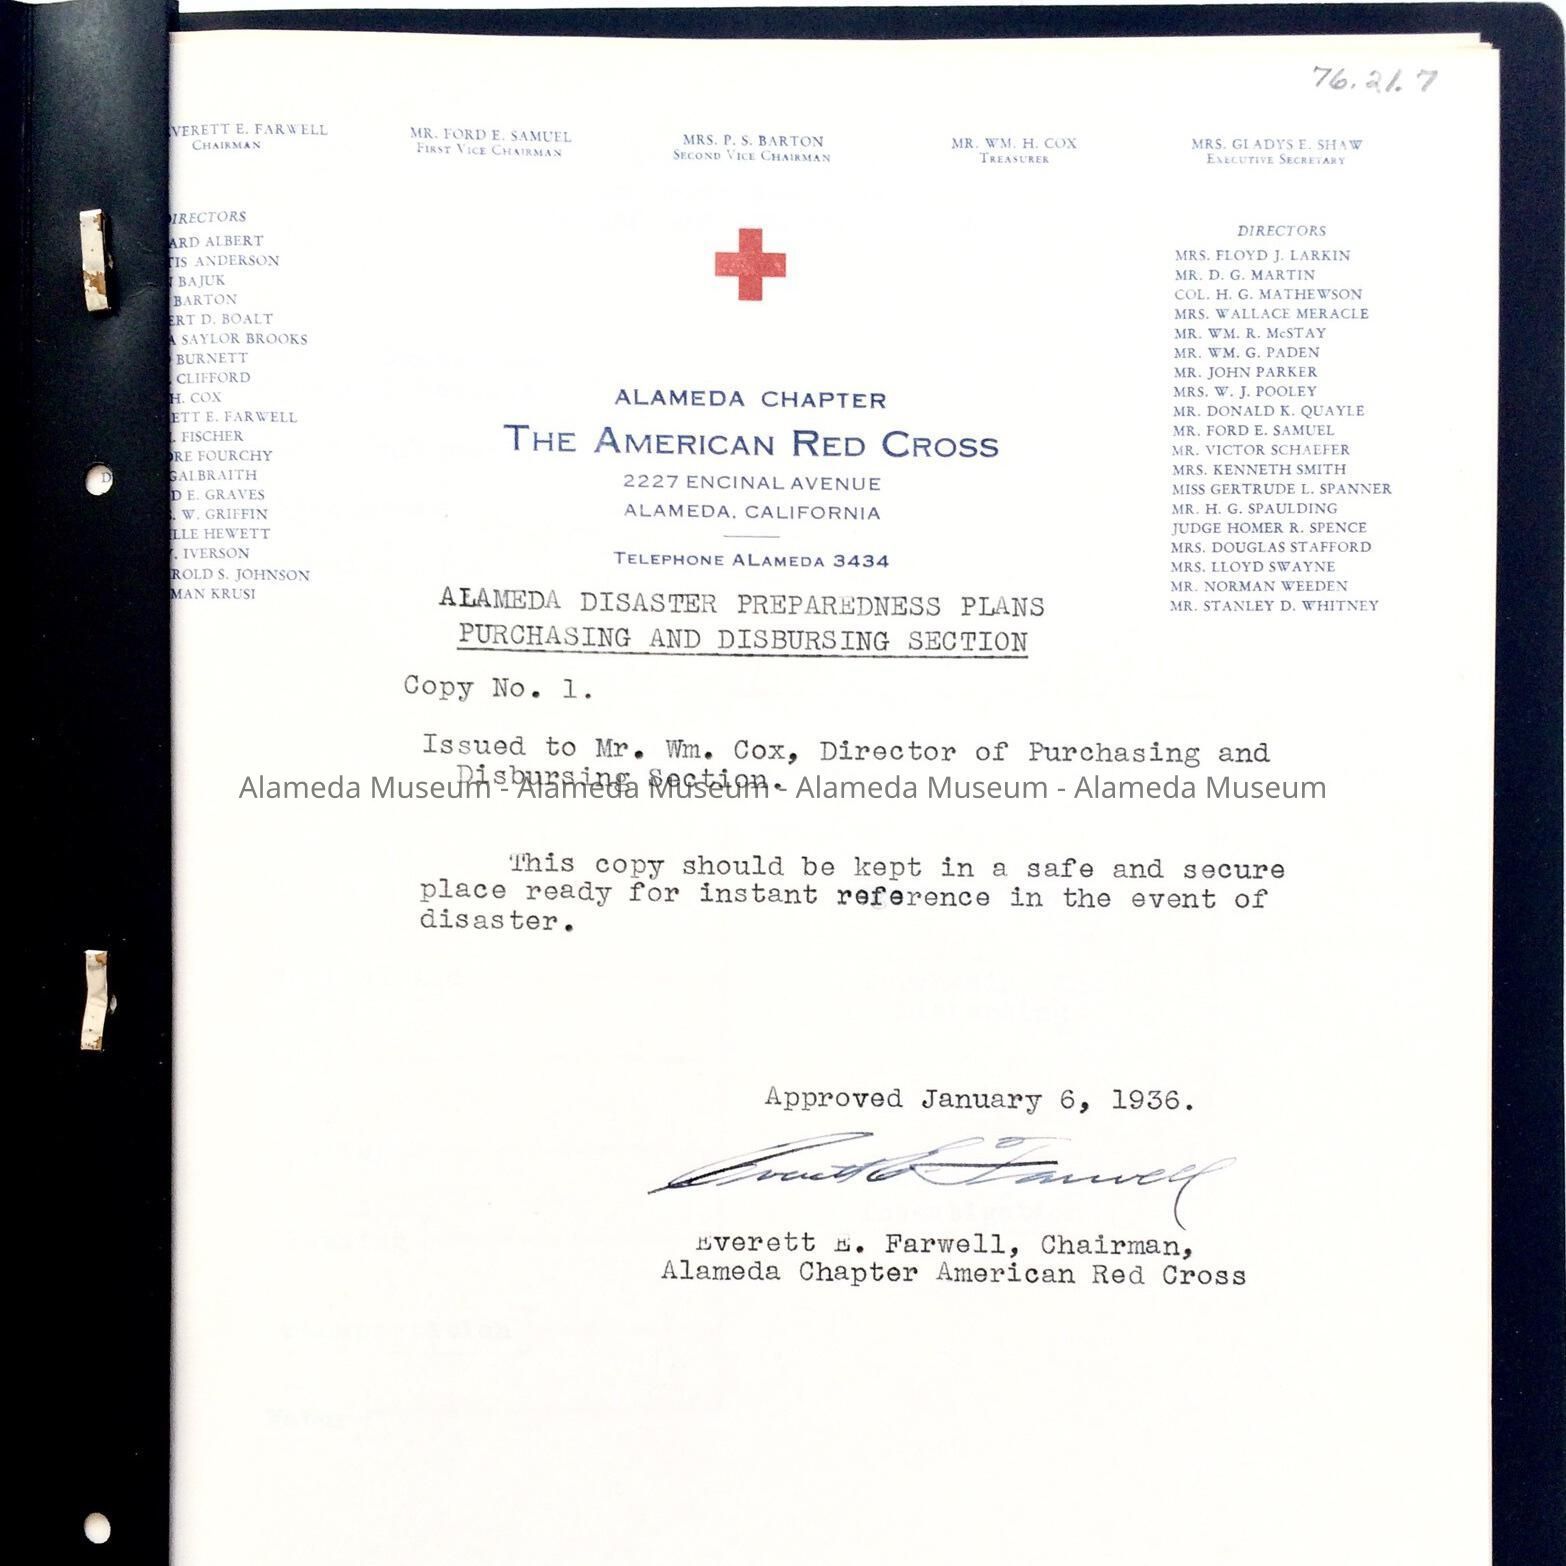 76.21.7
EVERETT E. FARWELL
CHAIRMAN
MR. FORD E. SAMUEL
FIRST VICE CHAIRMAN
MRS. P. S. BARTON
SECOND VICE CHAIRMAN
MR. WM. H. COX
TREASURER
MRS. GLADYS E. SHAW
EXECUTIVE SECRETARY
DIRECTORS
ARD ALBERT
TIS ANDERSON
BAJUK
BARTON
ERT D. BOALT
A SAYLOR BROOKS
BURNETT
CLIFFORD
H. COX
ETT E. FARWELL
FISCHER
DRE FOURCHY
GALBRAITH
D E. GRAVES
. W. GRIFFIN
ILLE HEWETT
. IVERSON
ROLD S. JOHNSON
MAN KRUSI
DIRECTORS
MRS. FLOYD J. LARKIN
MR. D. G. MARTIN
COL. H. G. MATHEWSON
MRS. WALLACE MERACLE
MR. WM. R. McSTAY
MR. WM. G. PADEN
MR. JOHN PARKER
MRS. W. J. POOLEY
MR. DONALD K. QUAYLE
MR. FORD E. SAMUEL
MR. VICTOR SCHAEFER
MRS. KENNETH SMITH
MISS GERTRUDE L. SPANNER
MR. H. G. SPAULDING
JUDGE HOMER R. SPENCE
MRS. DOUGLAS STAFFORD
MRS. LLOYD SWAYNE
MR. NORMAN WEEDEN
MR. STANLEY D. WHITNEY
ALAMEDA CHAPTER
THE AMERICAN RED CROSS
2227 ENCINAL AVENUE
ALAMEDA, CALIFORNIA
TELEPHONE ALAMEDA 3434
ALAMEDA DISASTER PREPAREDNESS PLANS
PURCHASING AND DISBURSING SECTION
Copy No. 1.
Issued to Mr. Wm. Cox, Director of Purchasing and
Disbursing Section.
Alameda Museum - Alameda Museum - Alameda Museum - Alameda Museum
This copy should be kept in a safe and secure
place ready for instant reference in the event of
disaster.
Approved January 6, 1936.
Everett E. Farwell
Everett E. Farwell, Chairman,
Alameda Chapter American Red Cross